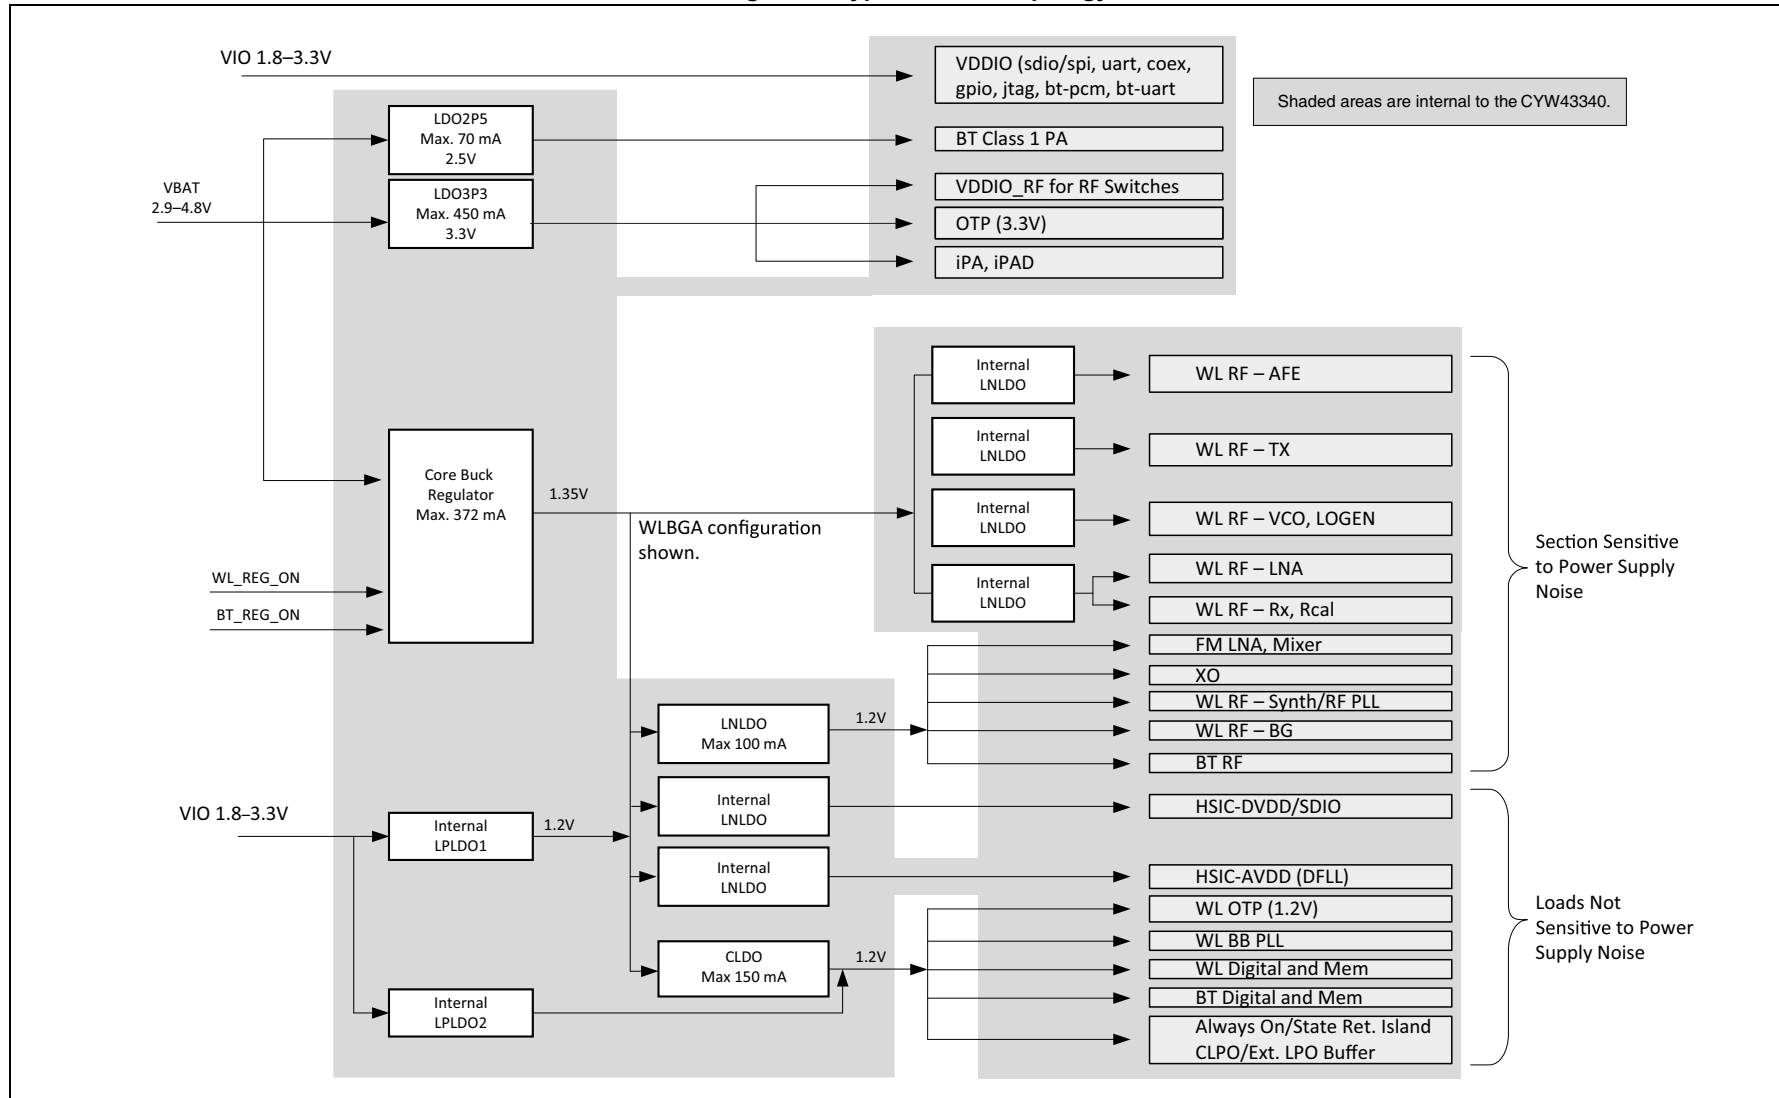 VIO 1.8–3.3V
VDDIO (sdio/spi, uart, coex,
gpio, jtag, bt-pcm, bt-uart
Shaded areas are internal to the CYW43340.
LDO2P5
Max. 70 mA
2.5V
BT Class 1 PA
VBAT
2.9–4.8V
LDO3P3
Max. 450 mA
3.3V
VDDIO_RF for RF Switches
OTP (3.3V)
iPA, iPAD
Internal
LNLDO
WL RF – AFE
Internal
LNLDO
WL RF – TX
Core Buck
Regulator
Max. 372 mA
1.35V
WLBGA configuration
shown.
Internal
LNLDO
WL RF – VCO, LOGEN
Section Sensitive
to Power Supply
Noise
WL_REG_ON
BT_REG_ON
Internal
LNLDO
WL RF – LNA
WL RF – Rx, Rcal
FM LNA, Mixer
XO
WL RF – Synth/RF PLL
WL RF – BG
BT RF
LNLDO
Max 100 mA
1.2V
VIO 1.8–3.3V
Internal
LPLDO1
1.2V
Internal
LNLDO
HSIC-DVDD/SDIO
Internal
LNLDO
HSIC-AVDD (DFLL)
WL OTP (1.2V)
WL BB PLL
WL Digital and Mem
BT Digital and Mem
Always On/State Ret. Island
CLPO/Ext. LPO Buffer
Loads Not
Sensitive to Power
Supply Noise
CLDO
Max 150 mA
1.2V
Internal
LPLDO2